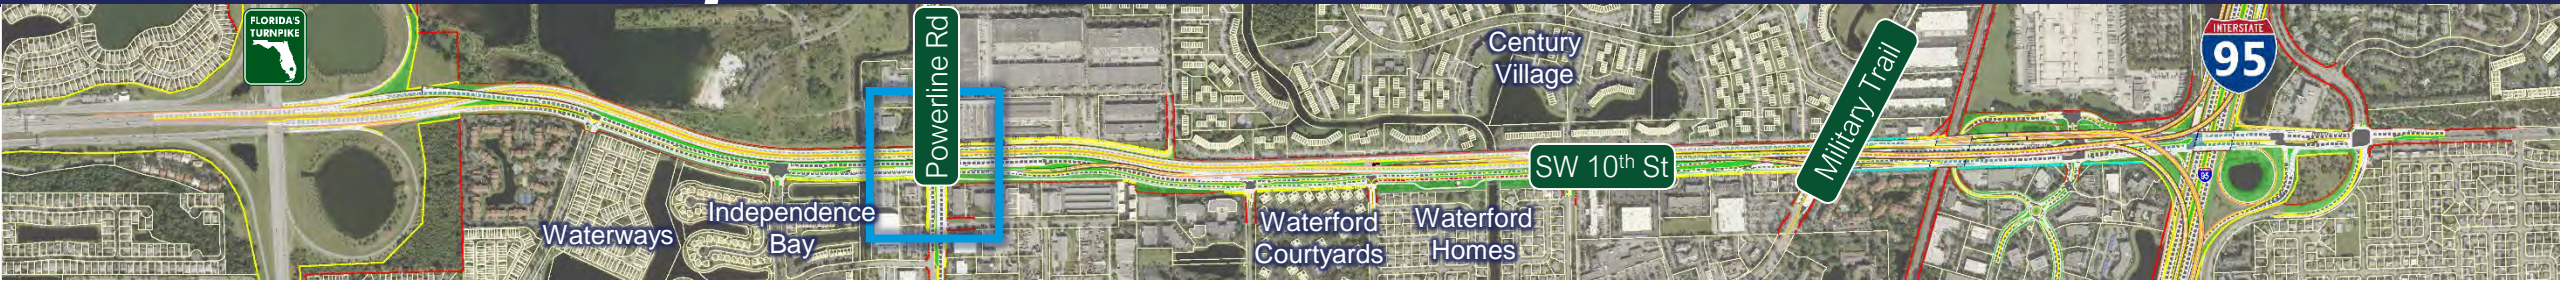 FLORIDA'S
TURNPIKE
Powerline Rd
Century
Village
Military Trail
INTERSTATE
95
SW 10th St
Independence
Bay
Waterways
Waterford
Courtyards
Waterford
Homes
95